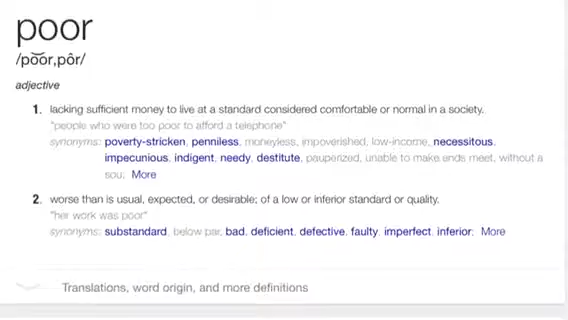 poor
/po͝or,pôr/
adjective
1. lacking sufficient money to live at a standard considered comfortable or normal in a society.
"people who were too poor to afford a telephone"
synonyms: poverty-stricken, penniless, moneyless, impoverished, low-income, necessitous,
impecunious, indigent, needy, destitute, pauperized, unable to make ends meet, without a
sou; More
2. worse than is usual, expected, or desirable; of a low or inferior standard or quality.
"her work was poor"
synonyms: substandard, below par, bad, deficient, defective, faulty, imperfect, inferior; More
Translations, word origin, and more definitions